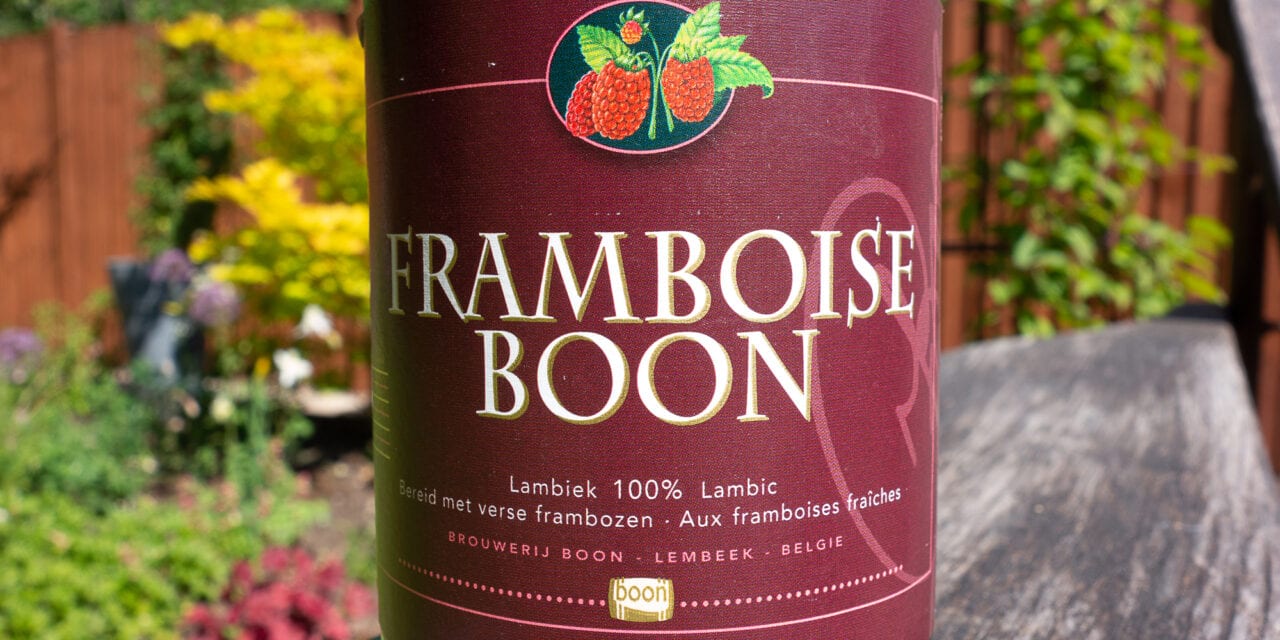 FRAMBOISE
BOON
Lambiek 100% Lambic
Bereid met verse frambozen · Aux framboises fraîches
BROUWERIJ BOON - LEMBEEK - BELGIE
boon